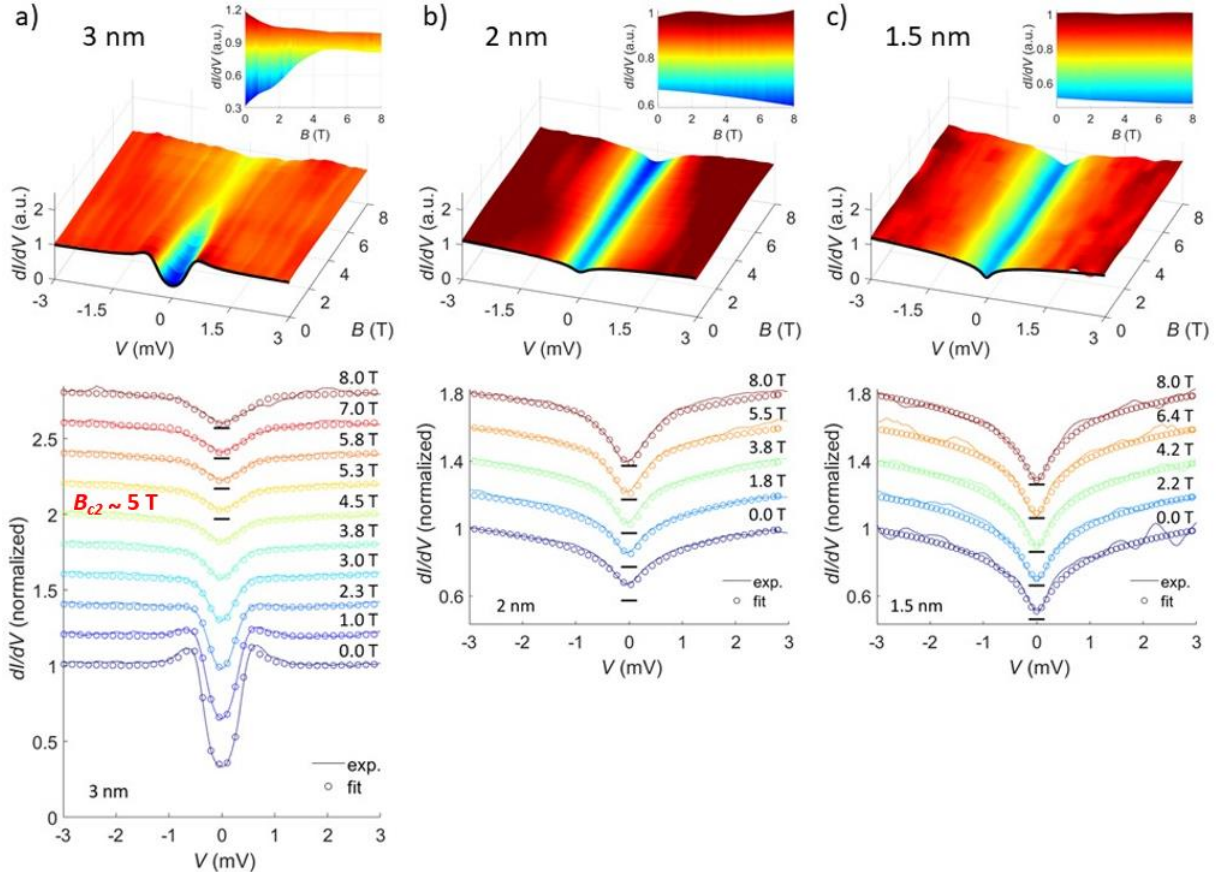 a)
3 nm
dI/dV (a.u.)
1.2
0.9
0.6
0.3
0 2 4 6 8
B (T)
dI/dV (a.u.)
2
1
0
-3
-1.5
0
1.5
3
V (mV)
0
2
4
6
8
B (T)
b)
2 nm
dI/dV (a.u.)
1
0.8
0.6
0 2 4 6 8
B (T)
dI/dV (a.u.)
2
1
0
-3
-1.5
0
1.5
3
V (mV)
0
2
4
6
8
B (T)
c)
1.5 nm
dI/dV (a.u.)
1
0.8
0.6
0 2 4 6 8
B (T)
dI/dV (a.u.)
2
1
0
-3
-1.5
0
1.5
3
V (mV)
0
2
4
6
8
B (T)
dI/dV (normalized)
2.5
2
1.5
1
0.5
0
8.0 T
7.0 T
5.8 T
5.3 T
4.5 T
3.8 T
3.0 T
2.3 T
1.0 T
0.0 T
Bc2 ~ 5 T
exp.
fit
3 nm
-3 -2 -1 0 1 2 3
V (mV)
dI/dV (normalized)
1.8
1.4
1
0.6
8.0 T
5.5 T
3.8 T
1.8 T
0.0 T
exp.
fit
2 nm
-3 -2 -1 0 1 2 3
V (mV)
dI/dV (normalized)
1.8
1.4
1
0.6
8.0 T
6.4 T
4.2 T
2.2 T
0.0 T
exp.
fit
1.5 nm
-3 -2 -1 0 1 2 3
V (mV)